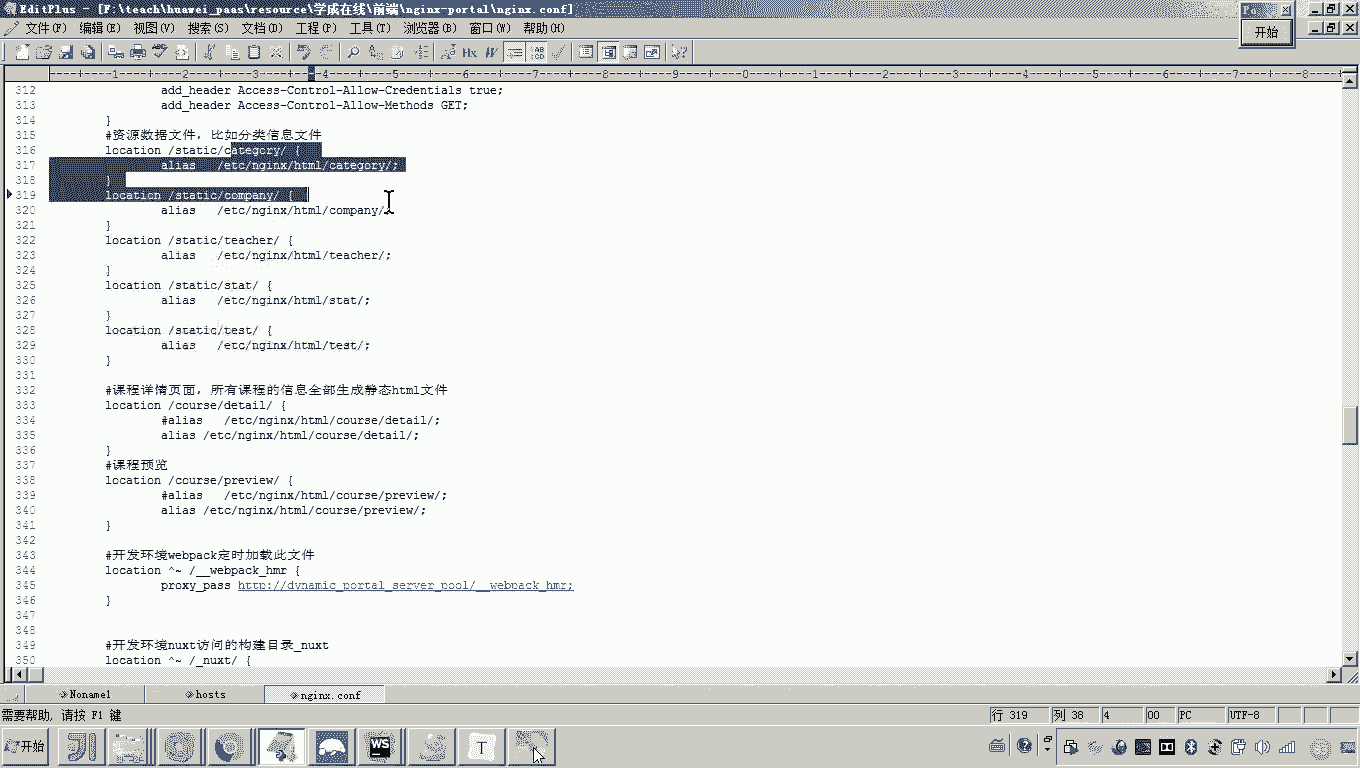 EditPlus - [F:\teach\huawei_paas\resource\学成在线\前端\nginx-portal\nginx.conf]
开始
文件(F) 编辑(E) 视图(V) 搜索(S) 文档(D) 工程(P) 工具(T) 浏览器(B) 窗口(W) 帮助(H)
312 add_header Access-Control-Allow-Credentials true;
313 add_header Access-Control-Allow-Methods GET;
314 }
315 #资源数据文件，比如分类信息文件
316 location /static/category/ {
317 alias /etc/nginx/html/category/;
318 }
319 location /static/company/ {
320 alias /etc/nginx/html/company/
321 }
322 location /static/teacher/ {
323 alias /etc/nginx/html/teacher/;
324 }
325 location /static/stat/ {
326 alias /etc/nginx/html/stat/;
327 }
328 location /static/test/ {
329 alias /etc/nginx/html/test/;
330 }
331
332 #课程详情页面，所有课程的信息全部生成静态html文件
333 location /course/detail/ {
334 #alias /etc/nginx/html/course/detail/;
335 alias /etc/nginx/html/course/detail/;
336 }
337 #课程预览
338 location /course/preview/ {
339 #alias /etc/nginx/html/course/preview/;
340 alias /etc/nginx/html/course/preview/;
341 }
342
343 #开发环境webpack定时加载此文件
344 location ^~ /__webpack_hmr {
345 proxy_pass http://dynamic_portal_server_pool/__webpack_hmr;
346 }
347
348
349 #开发环境nuxt访问的构建目录_nuxt
350 location ^~ /_nuxt/ {
Noname1 hosts nginx.conf
需要帮助, 请按 F1 键 行 319 列 38 4 00 PC UTF-8
开始 WS T